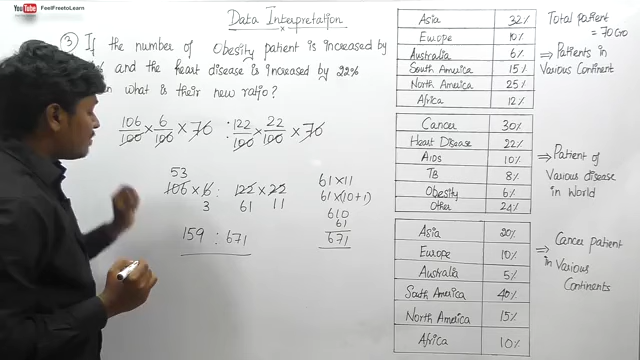 YouTube FeelFreetoLearn
Data Interpretation
③ If the number of Obesity patient is increased by
% and the heart disease is increased by 22%
what is their new ratio?
106/100 × 6/100 × 70 : 122/100 × 22/100 × 70
53
106 × 6 : 122 × 22
3 61 11
159 : 671
61×11
61×(10+1)
610
61
671
Asia 32%
Europe 10%
Australia 6%
South America 15%
North America 25%
Africa 12%
Total patient
⇒ Patients in
Various Continent
Cancer 30%
Heart Disease 22%
AIDS 10%
TB 8%
Obesity 6%
Other 24%
⇒ Patient of
Various disease
in World
Asia 20%
Europe 10%
Australia 5%
South America 40%
North America 15%
Africa 10%
⇒ Cancer patient
in Various
Continents